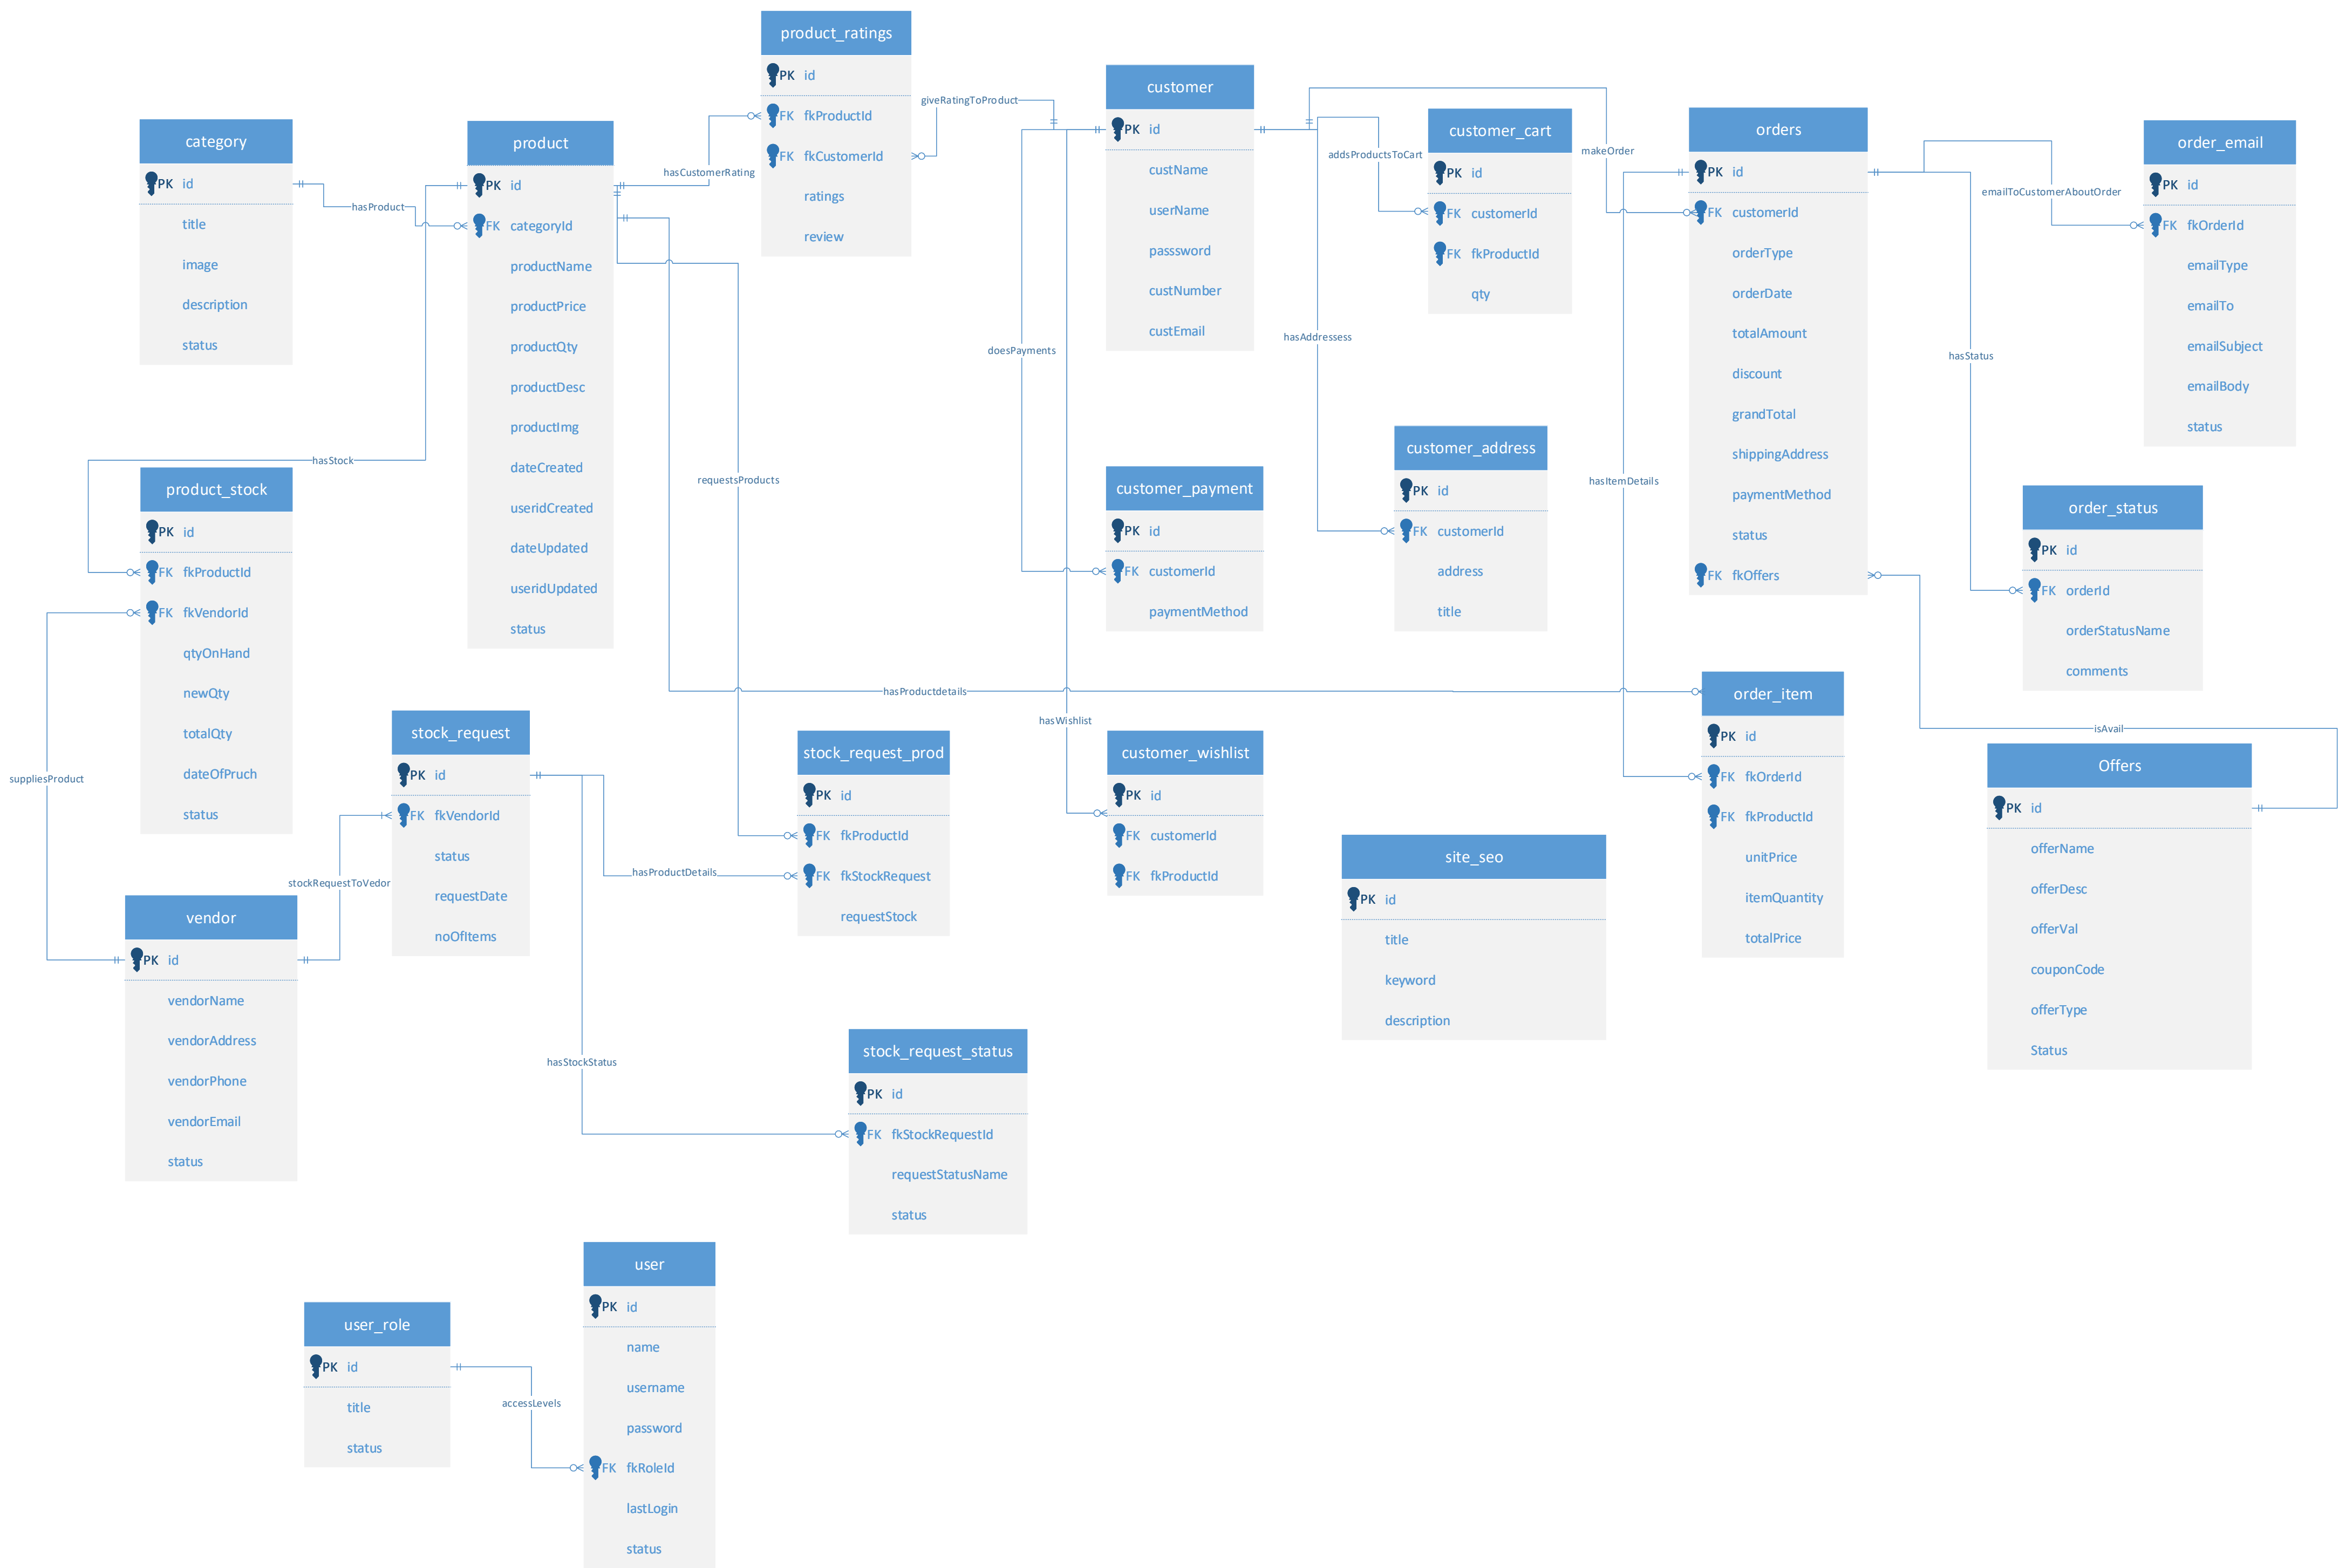 product_ratings
PK id
FK fkProductId
FK fkCustomerId
ratings
review
giveRatingToProduct
customer
PK id
custName
userName
passsword
custNumber
custEmail
category
PK id
title
image
description
status
hasProduct
product
PK id
FK categoryId
productName
productPrice
productQty
productDesc
productImg
dateCreated
useridCreated
dateUpdated
useridUpdated
status
hasCustomerRating
customer_cart
PK id
FK customerId
FK fkProductId
qty
addsProductsToCart
makeOrder
orders
PK id
FK customerId
orderType
orderDate
totalAmount
discount
grandTotal
shippingAddress
paymentMethod
status
FK fkOffers
order_email
PK id
FK fkOrderId
emailType
emailTo
emailSubject
emailBody
status
emailToCustomerAboutOrder
hasStatus
doesPayments
hasAddressess
hasStock
requestsProducts
hasItemDetails
product_stock
PK id
FK fkProductId
FK fkVendorId
qtyOnHand
newQty
totalQty
dateOfPruch
status
customer_payment
PK id
FK customerId
paymentMethod
customer_address
PK id
FK customerId
address
title
order_status
PK id
FK orderId
orderStatusName
comments
hasProductdetails
hasWishlist
isAvail
suppliesProduct
stock_request
PK id
FK fkVendorId
status
requestDate
noOfItems
stockRequestToVedor
hasProductDetails
stock_request_prod
PK id
FK fkProductId
FK fkStockRequest
requestStock
customer_wishlist
PK id
FK customerId
FK fkProductId
order_item
PK id
FK fkOrderId
FK fkProductId
unitPrice
itemQuantity
totalPrice
Offers
PK id
offerName
offerDesc
offerVal
couponCode
offerType
Status
site_seo
PK id
title
keyword
description
vendor
PK id
vendorName
vendorAddress
vendorPhone
vendorEmail
status
hasStockStatus
stock_request_status
PK id
FK fkStockRequestId
requestStatusName
status
user_role
PK id
title
status
accessLevels
user
PK id
name
username
password
FK fkRoleId
lastLogin
status